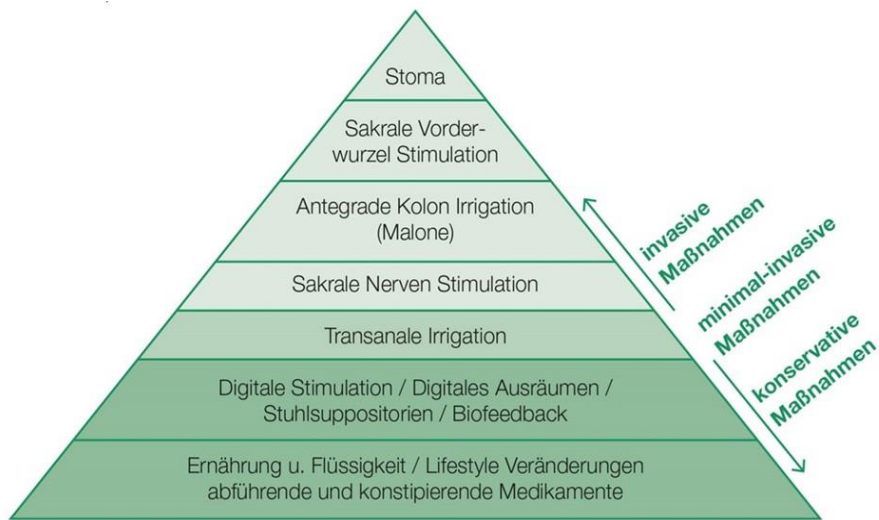 Stoma
Sakrale Vorder-
wurzel Stimulation
Antegrade Kolon Irrigation
(Malone)
Sakrale Nerven Stimulation
Transanale Irrigation
Digitale Stimulation / Digitales Ausräumen /
Stuhlsuppositorien / Biofeedback
Ernährung u. Flüssigkeit / Lifestyle Veränderungen
abführende und konstipierende Medikamente
invasive
Maßnahmen
minimal-invasive
Maßnahmen
konservative
Maßnahmen